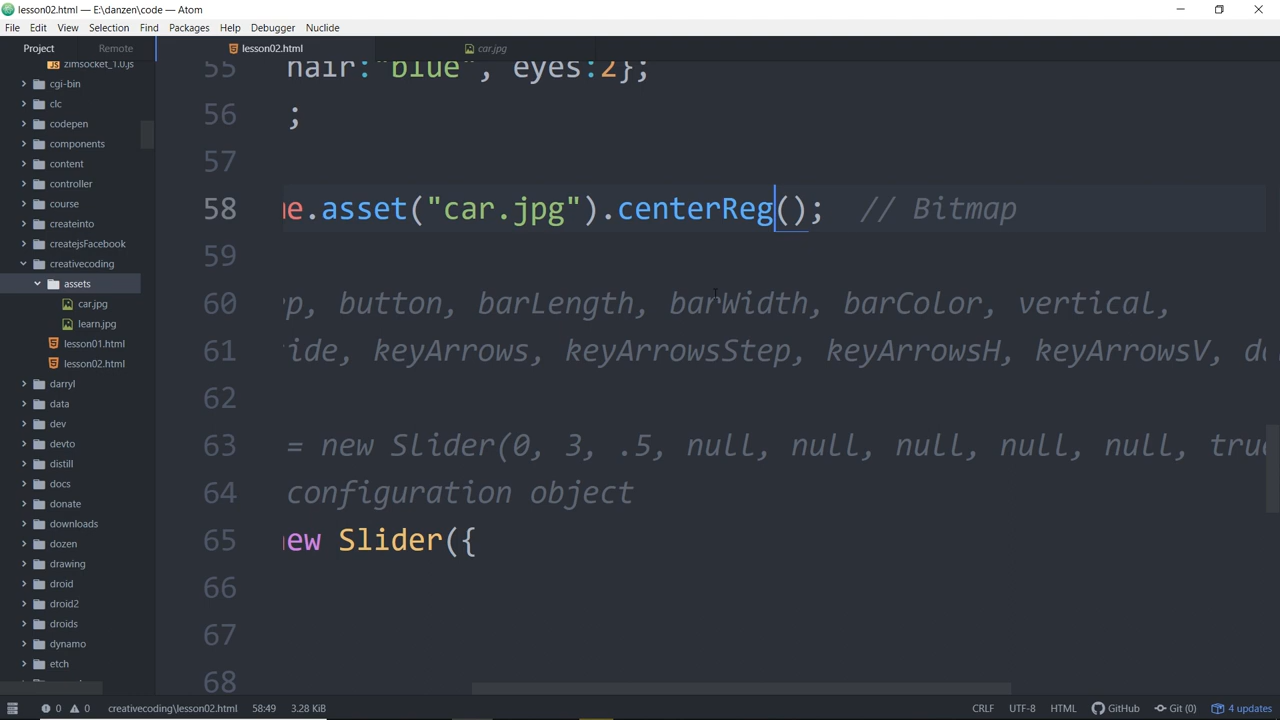 lesson02.html — E:\danzen\code — Atom
File Edit View Selection Find Packages Help Debugger Nuclide
Project Remote lesson02.html car.jpg
zimsocket_1.0.js
cgi-bin
clc
codepen
components
content
controller
course
createinto
createjsFacebook
creativecoding
assets
car.jpg
learn.jpg
lesson01.html
lesson02.html
darryl
data
dev
devto
distill
docs
donate
downloads
dozen
drawing
droid
droid2
droids
dynamo
etch
55 hair:"blue", eyes:2};
56 ;
57
58 me.asset("car.jpg").centerReg(); // Bitmap
59
60 ep, button, barLength, barWidth, barColor, vertical,
61 ide, keyArrows, keyArrowsStep, keyArrowsH, keyArrowsV, d
62
63 = new Slider(0, 3, .5, null, null, null, null, null, true
64 configuration object
65 new Slider({
66
67
68
0 0 creativecoding\lesson02.html 58:49 3.28 KiB CRLF UTF-8 HTML GitHub Git (0) 4 updates